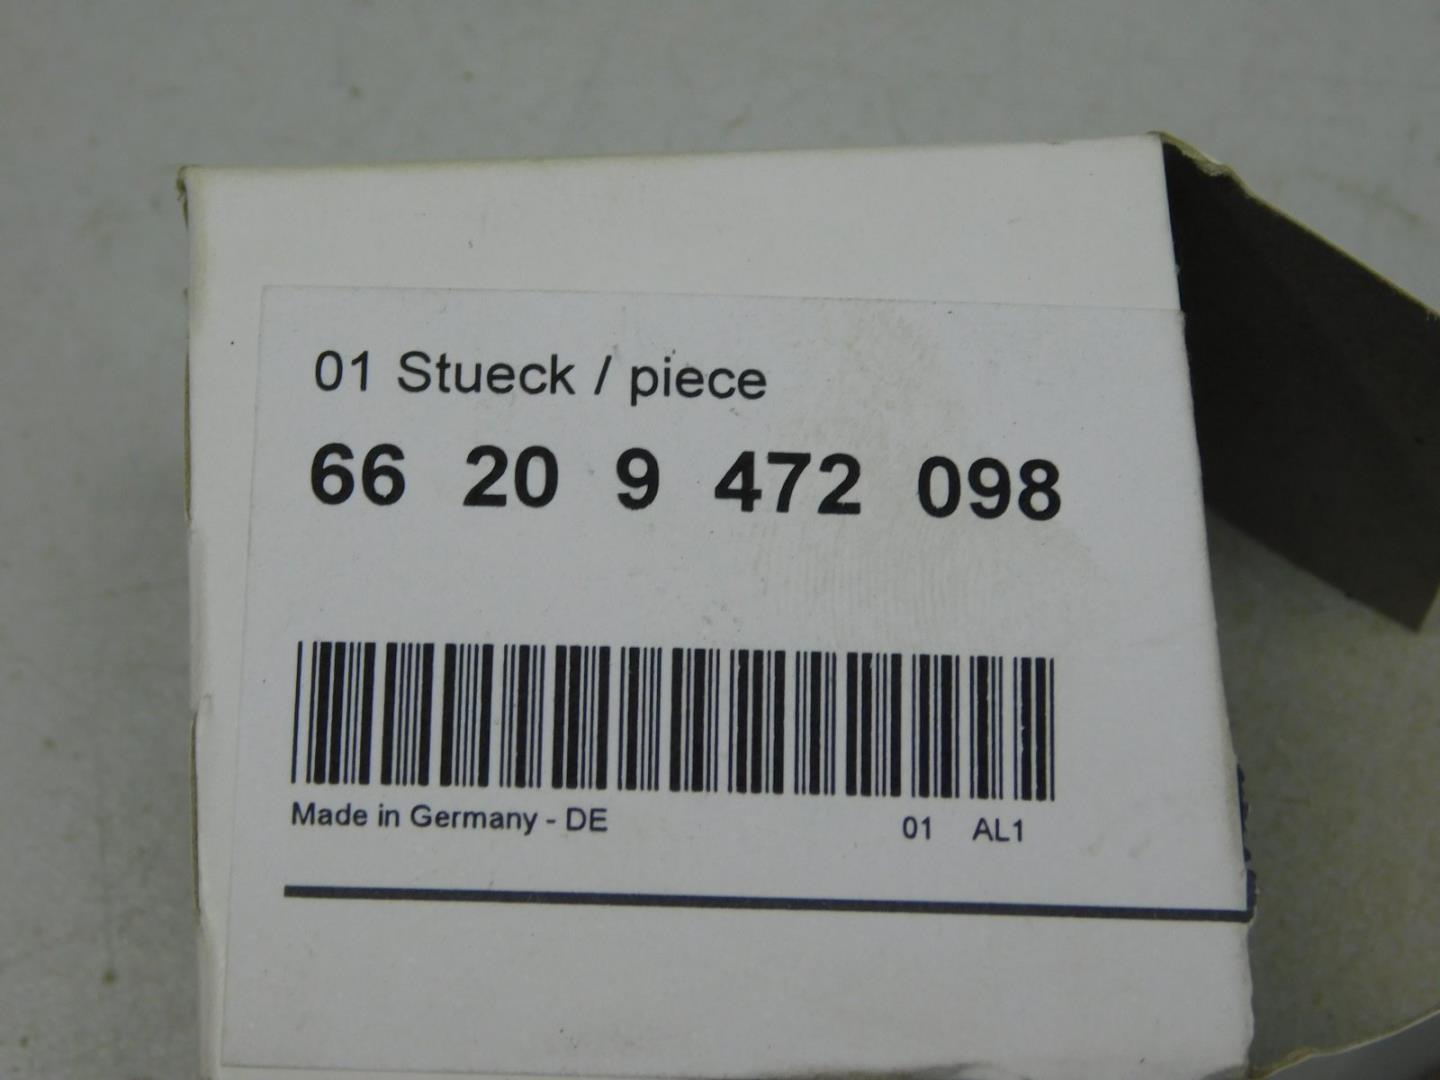 01 Stueck / piece
66 20 9 472 098
Made in Germany - DE 01 AL1